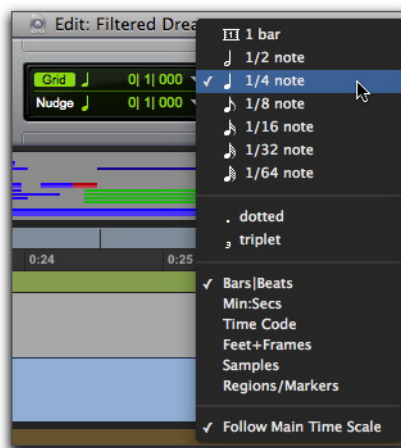 Edit: Filtered Drea
1 bar
1/2 note
Grid 0| 1| 000
✓ 1/4 note
Nudge 0| 1| 000
1/8 note
1/16 note
1/32 note
1/64 note
. dotted
3 triplet
0:24 0:25
✓ Bars|Beats
Min:Secs
Time Code
Feet+Frames
Samples
Regions/Markers
✓ Follow Main Time Scale